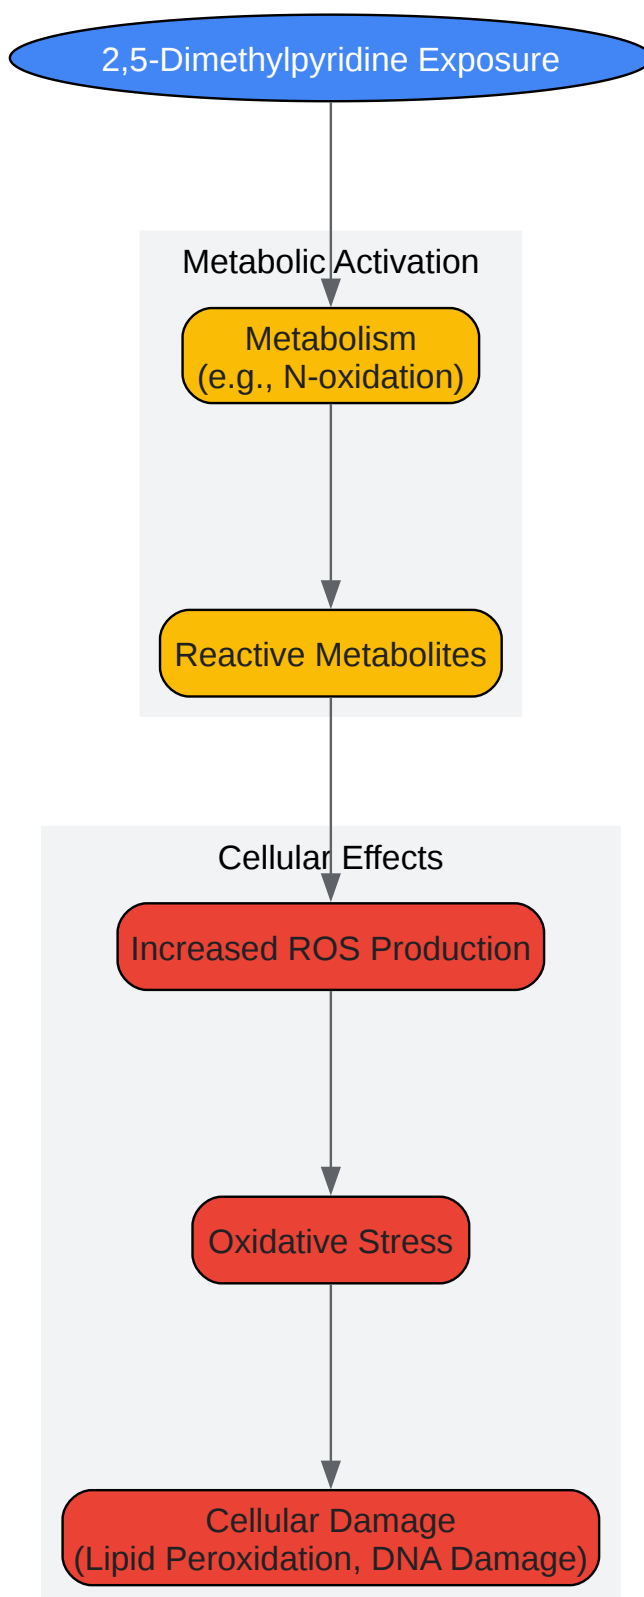 2,5-Dimethylpyridine Exposure
Metabolic Activation
Metabolism
(e.g., N-oxidation)
Reactive Metabolites
Cellular Effects
Increased ROS Production
Oxidative Stress
Cellular Damage
(Lipid Peroxidation, DNA Damage)